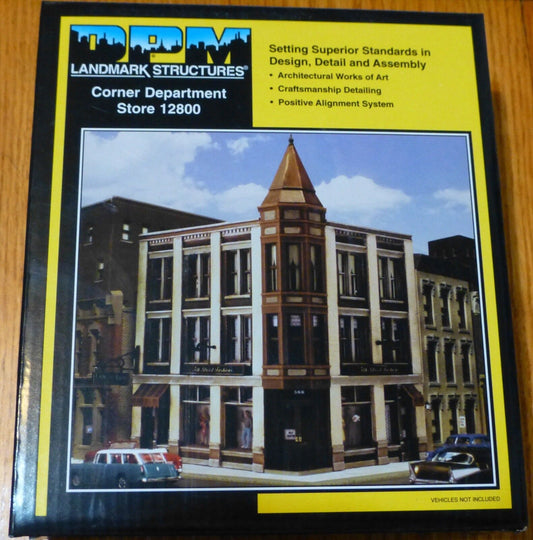 DPM
LANDMARK STRUCTURES®
Corner Department
Store 12800
Setting Superior Standards in
Design, Detail and Assembly
• Architectural Works of Art
• Craftsmanship Detailing
• Positive Alignment System
VEHICLES NOT INCLUDED